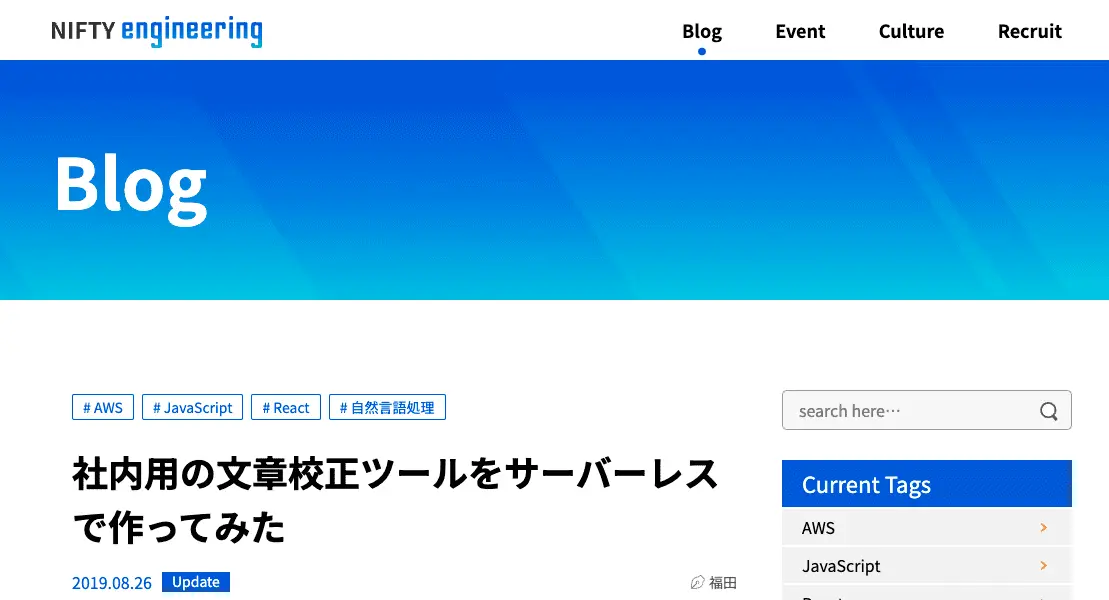 NIFTY engineering
Blog Event Culture Recruit
Blog
# AWS # JavaScript # React # 自然言語処理
社内用の文章校正ツールをサーバーレス
で作ってみた
2019.08.26 Update 福田
search here…
Current Tags
AWS
JavaScript